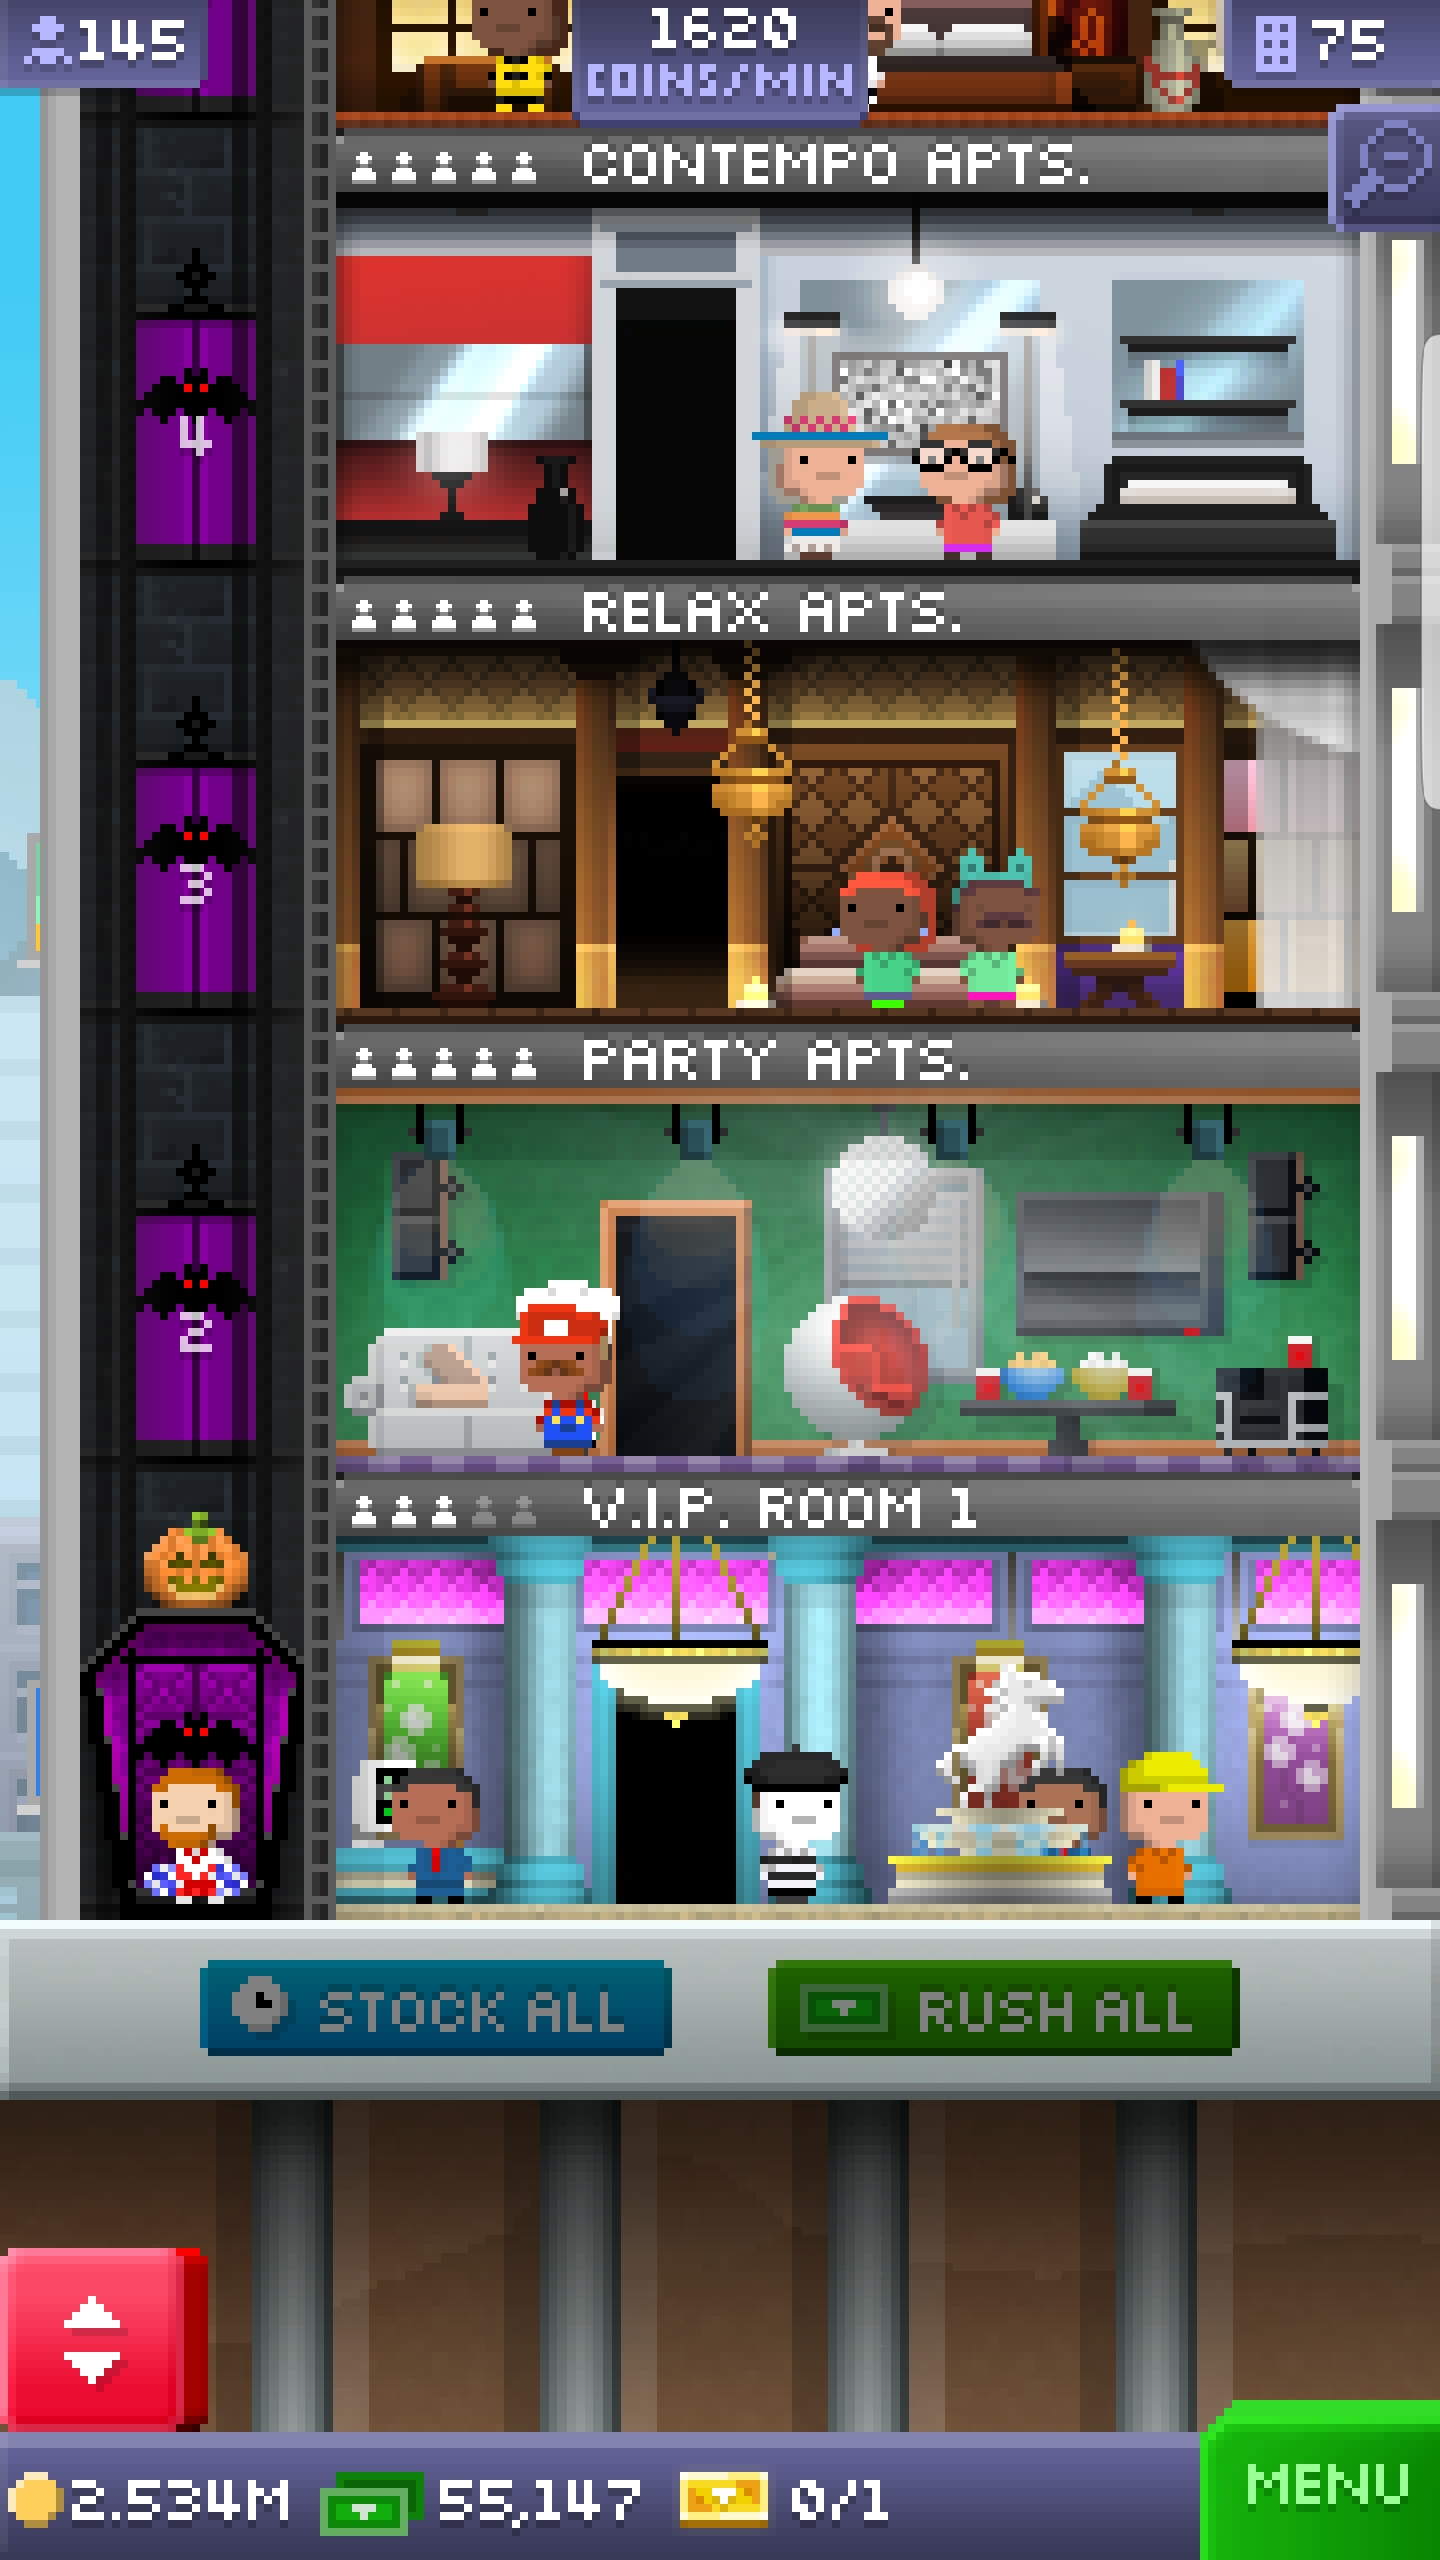 145
1620
COINS/MIN
75
CONTEMPO APTS.
4
RELAX APTS.
3
PARTY APTS.
2
V.I.P. ROOM 1
STOCK ALL
RUSH ALL
2.534M
55,147
0/1
MENU